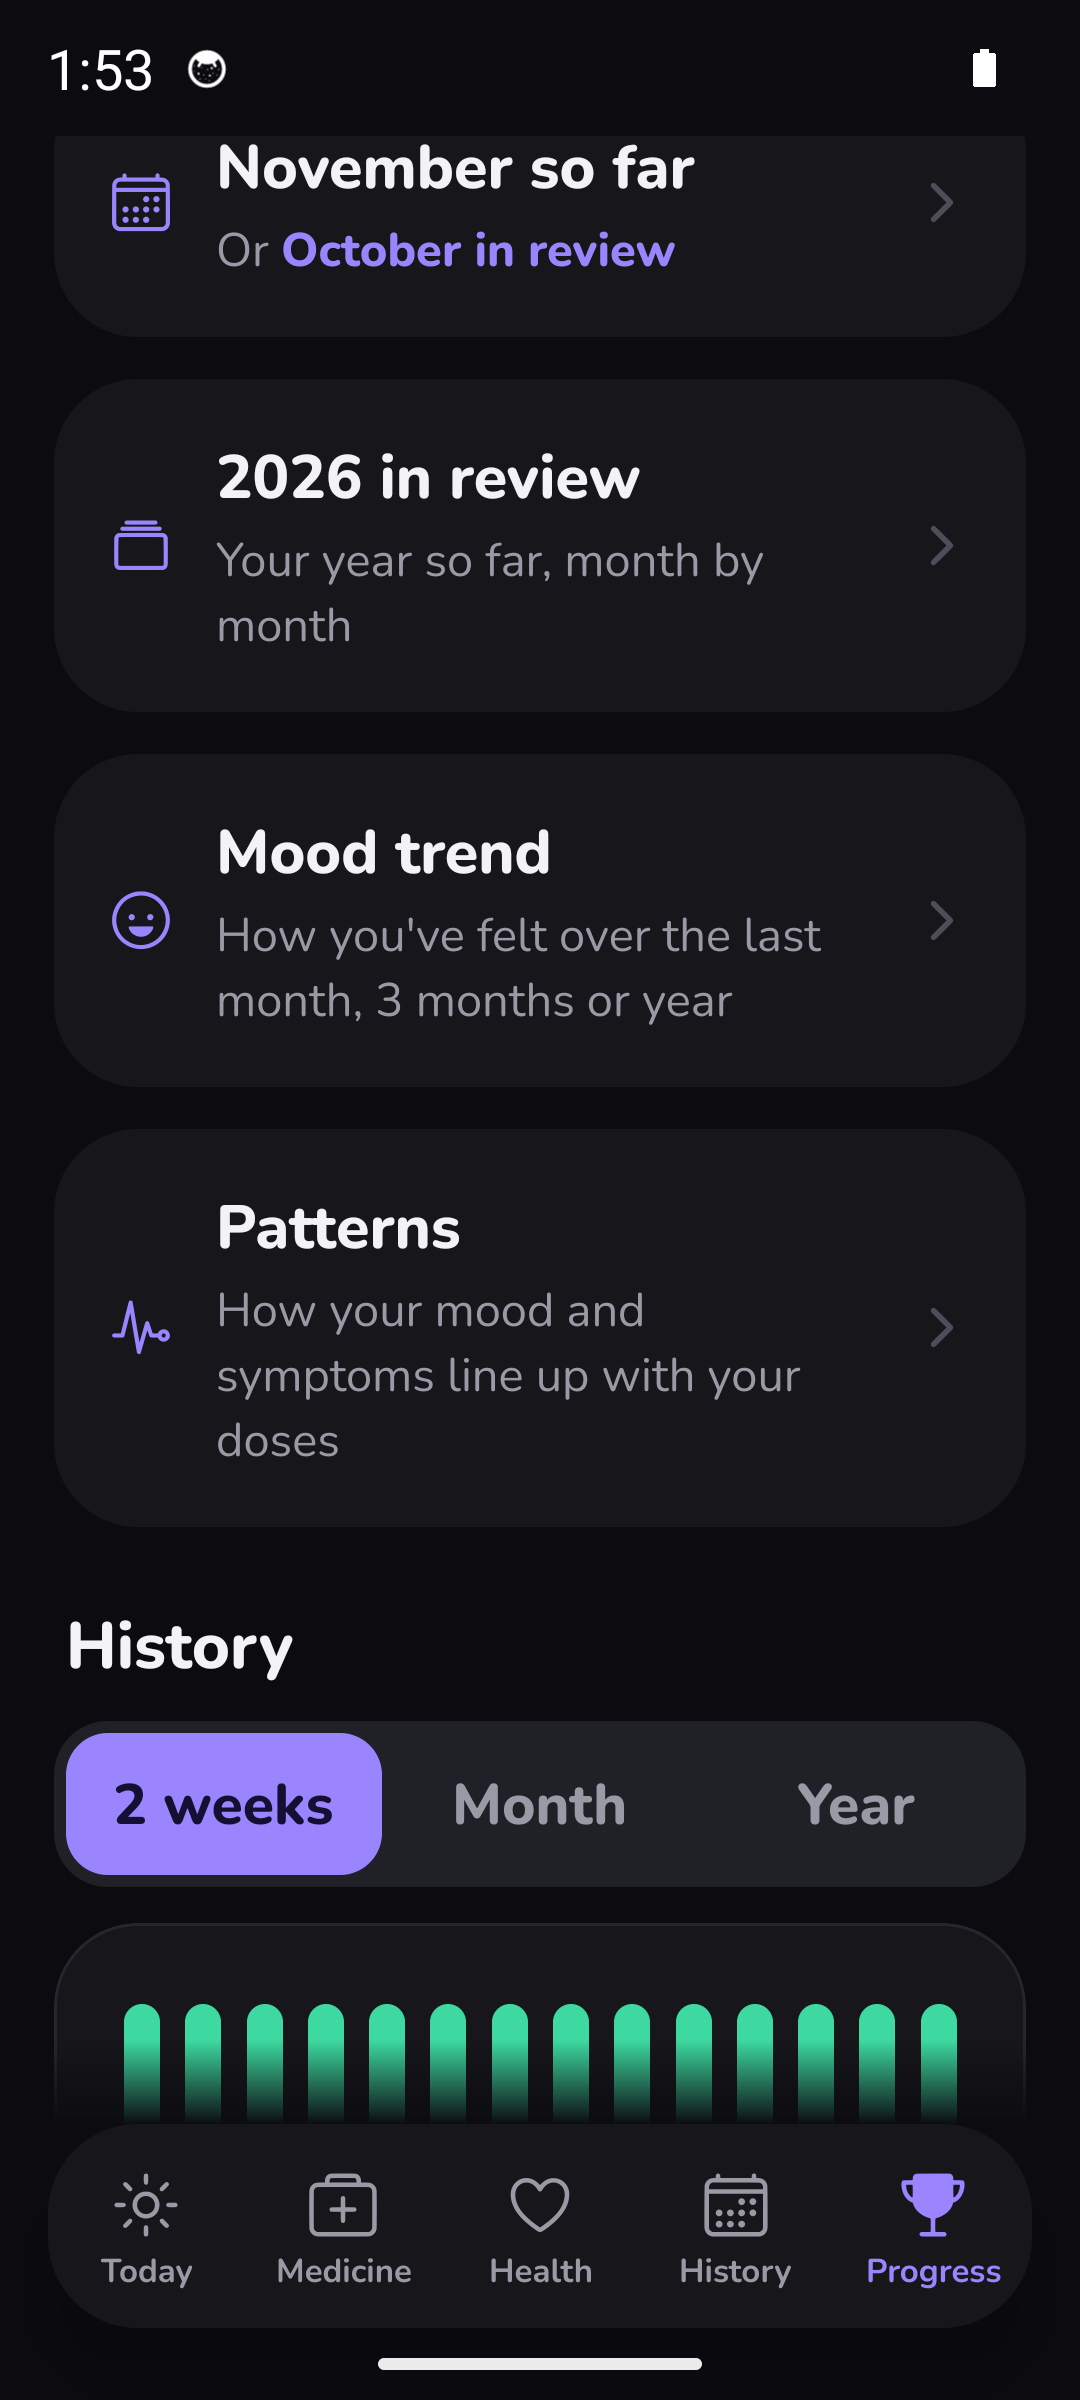 1:53
November so far
Or October in review
2026 in review
Your year so far, month by
month
Mood trend
How you've felt over the last
month, 3 months or year
Patterns
How your mood and
symptoms line up with your
doses
History
2 weeks Month Year
Today Medicine Health History Progress